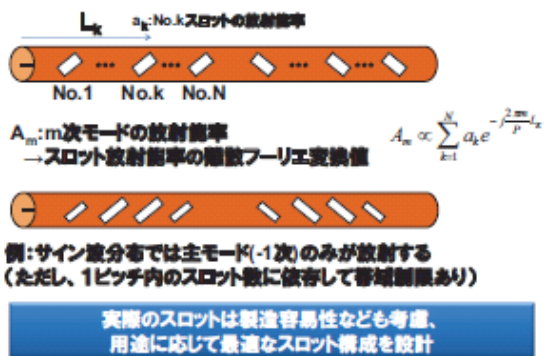 Lk ak:No.kスロットの放射能率
No.1 No.k No.N
Am:m次モードの放射能率
→スロット放射能率の離散フーリエ変換値
例:サイン波分布では主モード(-1次)のみが放射する
(ただし、1ピッチ内のスロット数に依存して帯域制限あり)
実際のスロットは製造容易性なども考慮、
用途に応じて最適なスロット構成を設計